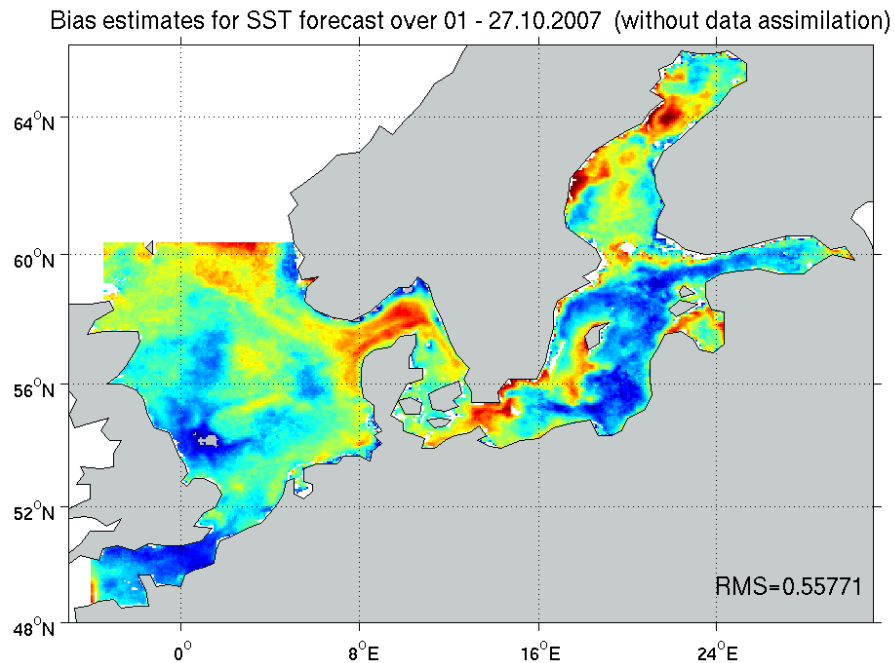 Bias estimates for SST forecast over 01 - 27.10.2007 (without data assimilation)
64°N
60°N
56°N
52°N
48°N
RMS=0.55771
0° 8°E 16°E 24°E